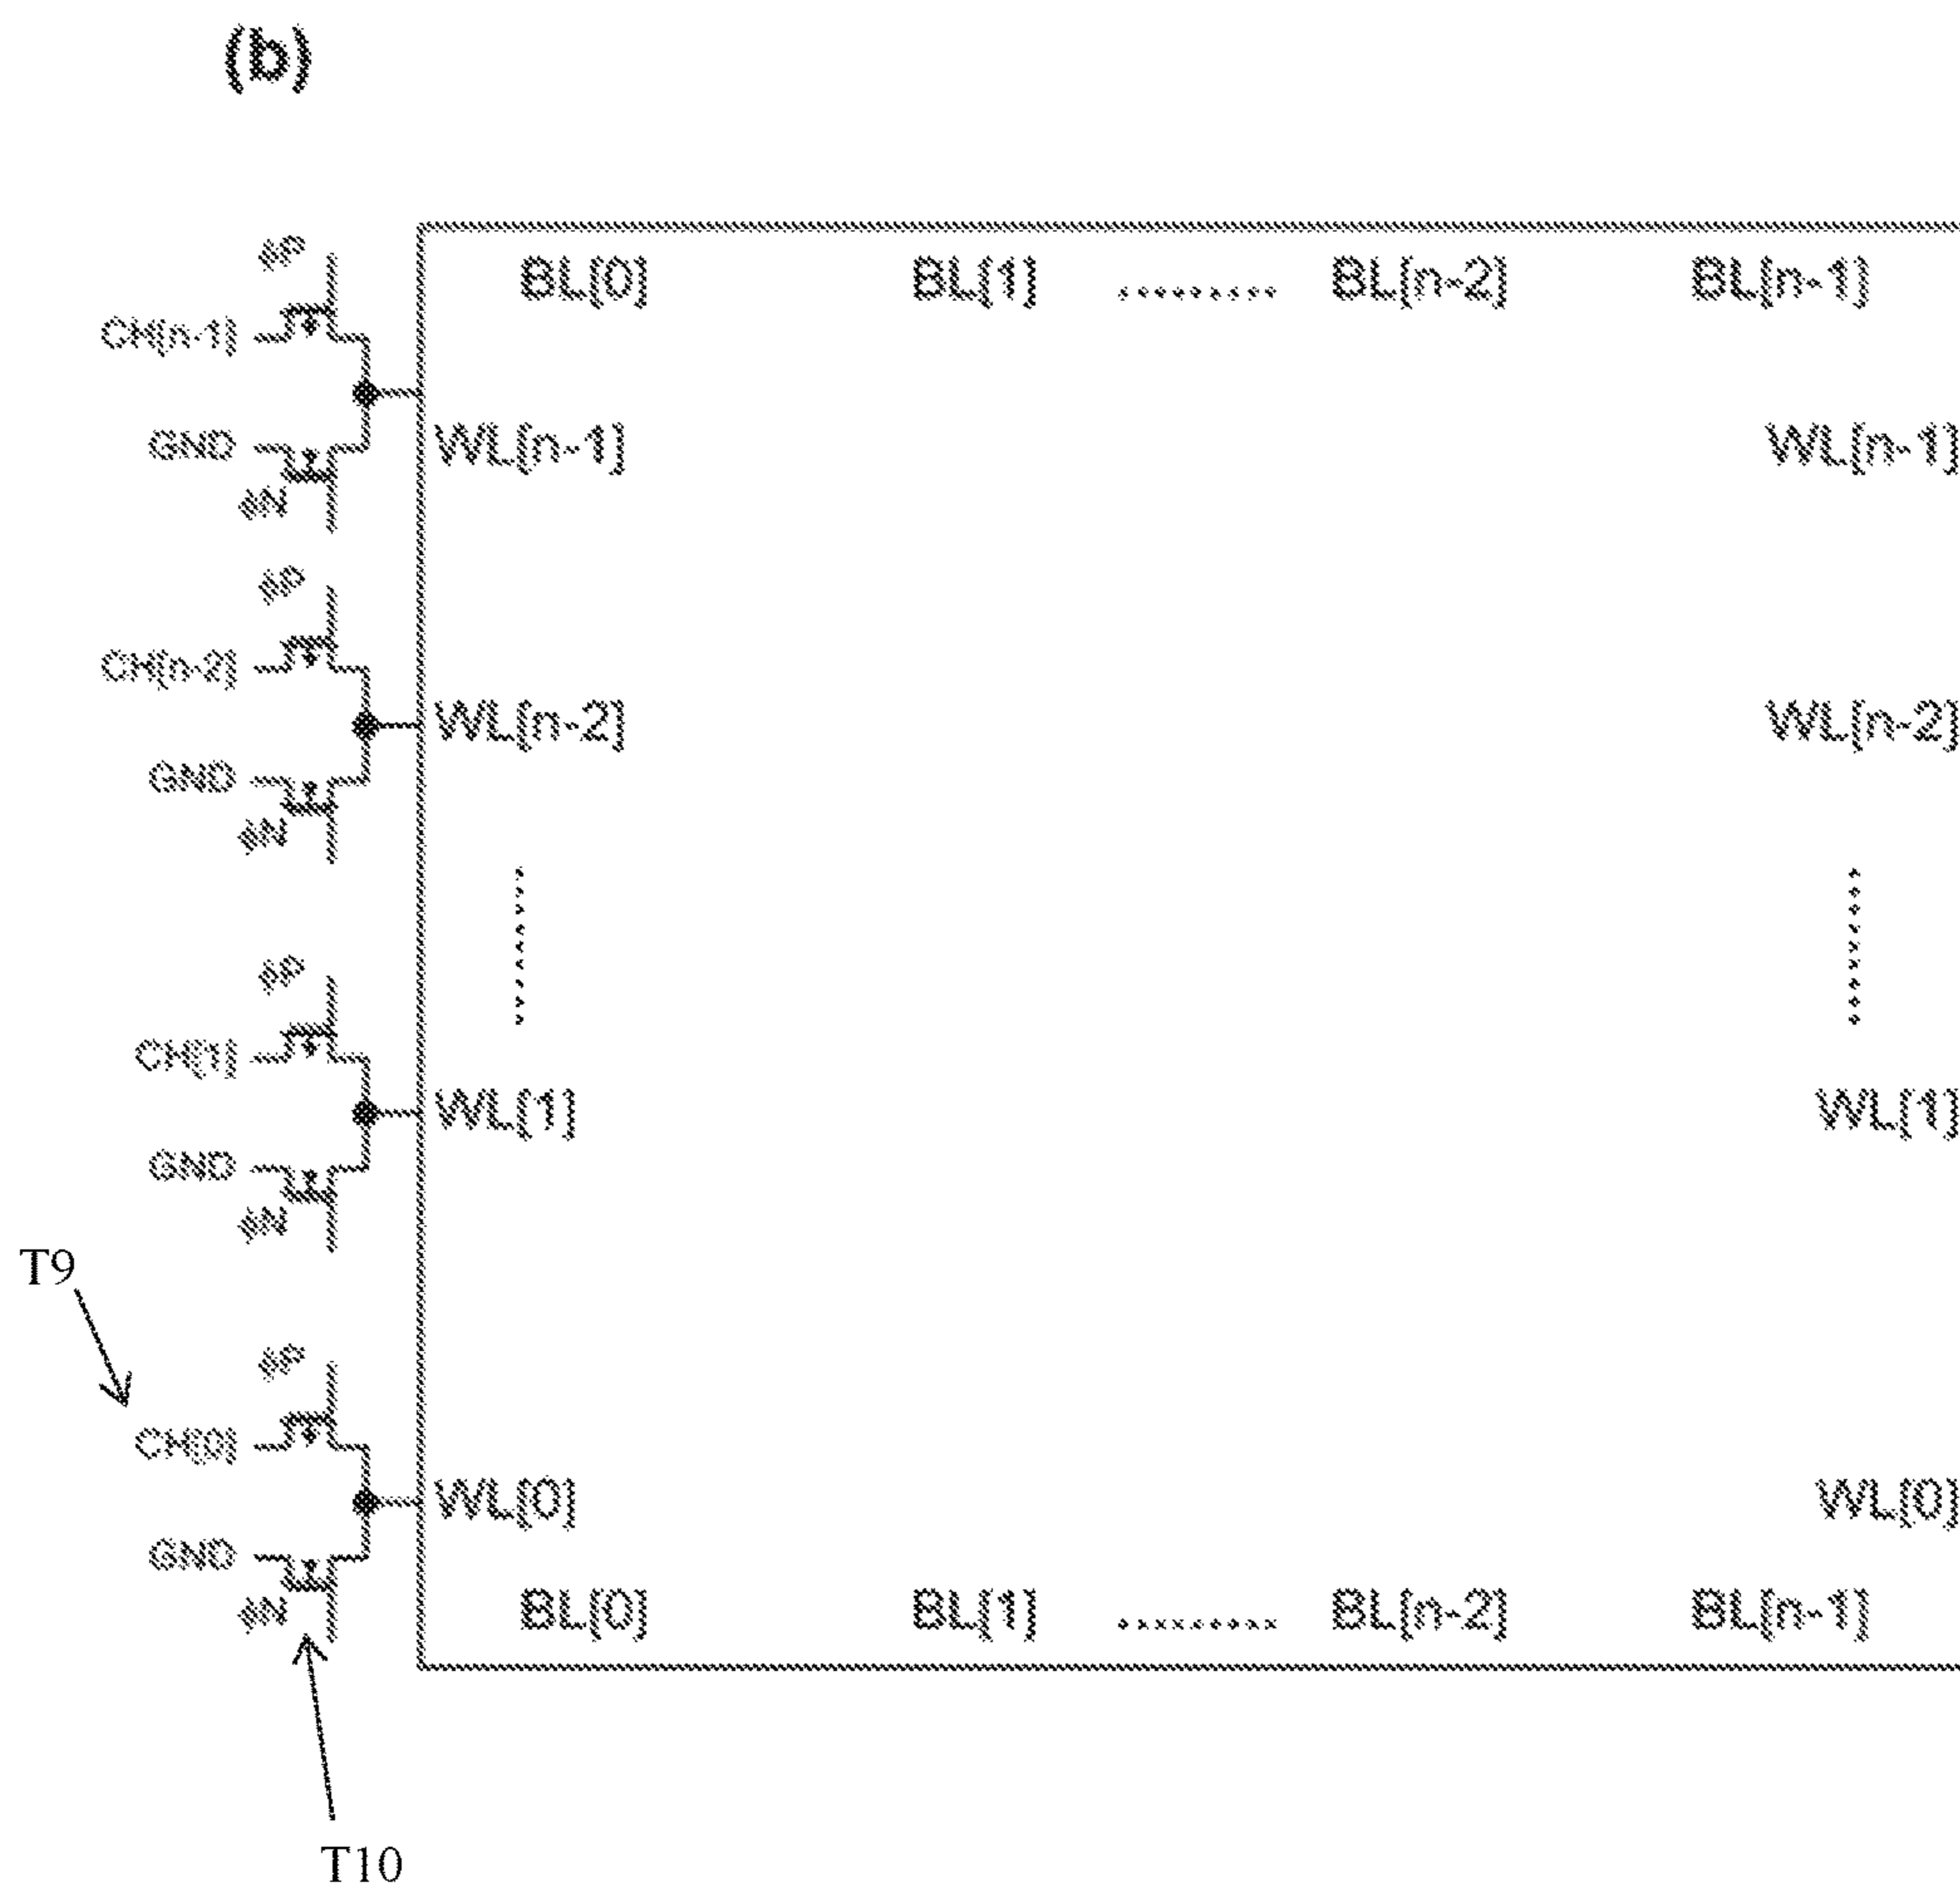 (b)
BL[0] BL[1] ......... BL[n-2] BL[n-1]
φP
CH[n-1]
GND
WL[n-1] WL[n-1]
φN
φP
CH[n-2]
WL[n-2] WL[n-2]
GND
φN
φP
CH[1]
WL[1] WL[1]
GND
φN
T9
φP
CH[0]
WL[0] WL[0]
GND
φN
BL[0] BL[1] ......... BL[n-2] BL[n-1]
T10